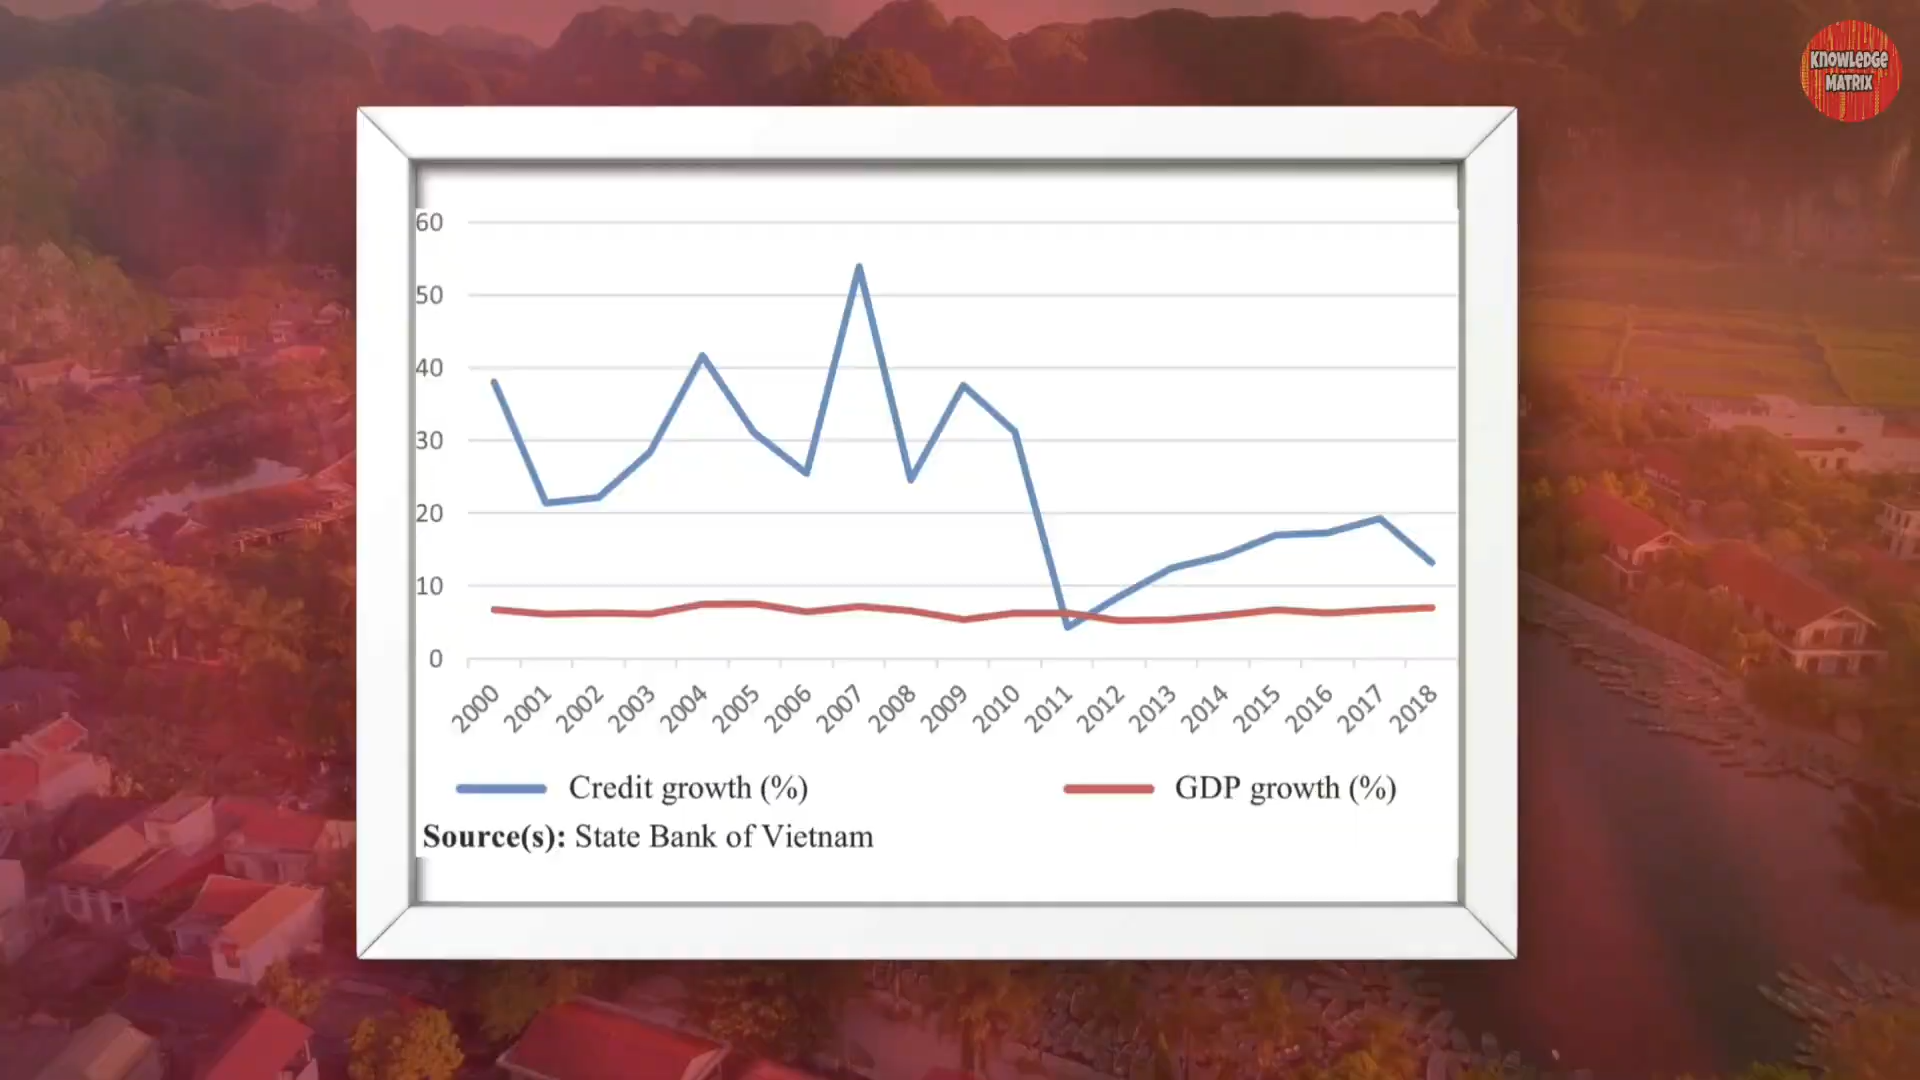 KNOWLEDGE
MATRIX
60
50
40
30
20
10
0
2000 2001 2002 2003 2004 2005 2006 2007 2008 2009 2010 2011 2012 2013 2014 2015 2016 2017 2018
Credit growth (%) GDP growth (%)
Source(s): State Bank of Vietnam